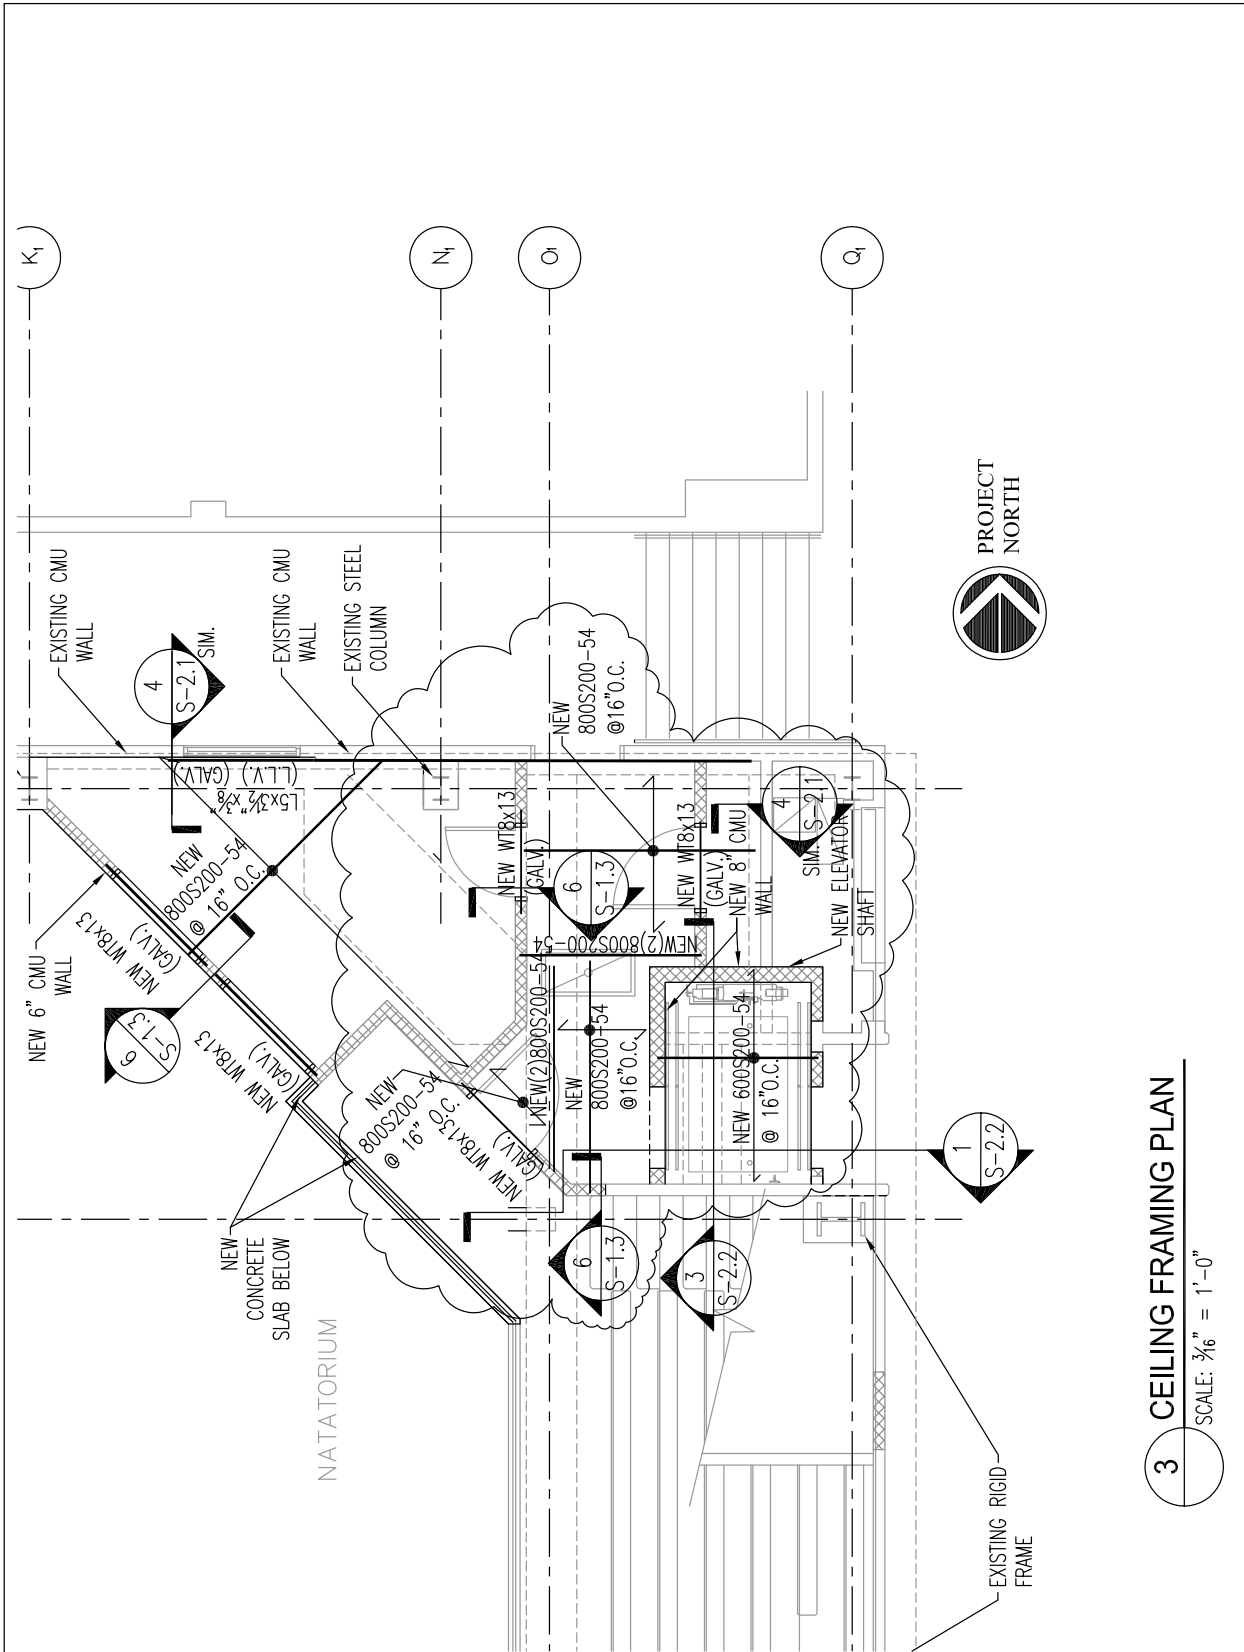 K1
N1
O1
Q1
EXISTING CMU
WALL
4
S-2.1
SIM.
EXISTING CMU
WALL
EXISTING STEEL
COLUMN
NEW
800S200-54
@16"O.C.
PROJECT
NORTH
L5x3½"x⅜"
(L.L.V.) (GALV.)
NEW
800S200-54
@ 16" O.C.
NEW WT8x13
(GALV.)
NEW WT8x13
(GALV.)
4
S-2.1
SIM.
NEW 8" CMU
WALL
NEW ELEVATOR
SHAFT
6
S-1.3
NEW(2)800S200-54
NEW 6" CMU
WALL
NEW WT8x13
(GALV.)
6
S-1.3
NEW WT8x13
(GALV.)
NEW(2)800S200-54
NEW
800S200-54
@16"O.C.
NEW 600S200-54
@ 16"O.C.
NEW
800S200-54
@ 16" O.C.
NEW WT8x13
(GALV.)
NEW
CONCRETE
SLAB BELOW
6
S-1.3
3
S-2.2
1
S-2.2
NATATORIUM
EXISTING RIGID
FRAME
3
CEILING FRAMING PLAN
SCALE: 3⁄16" = 1'-0"